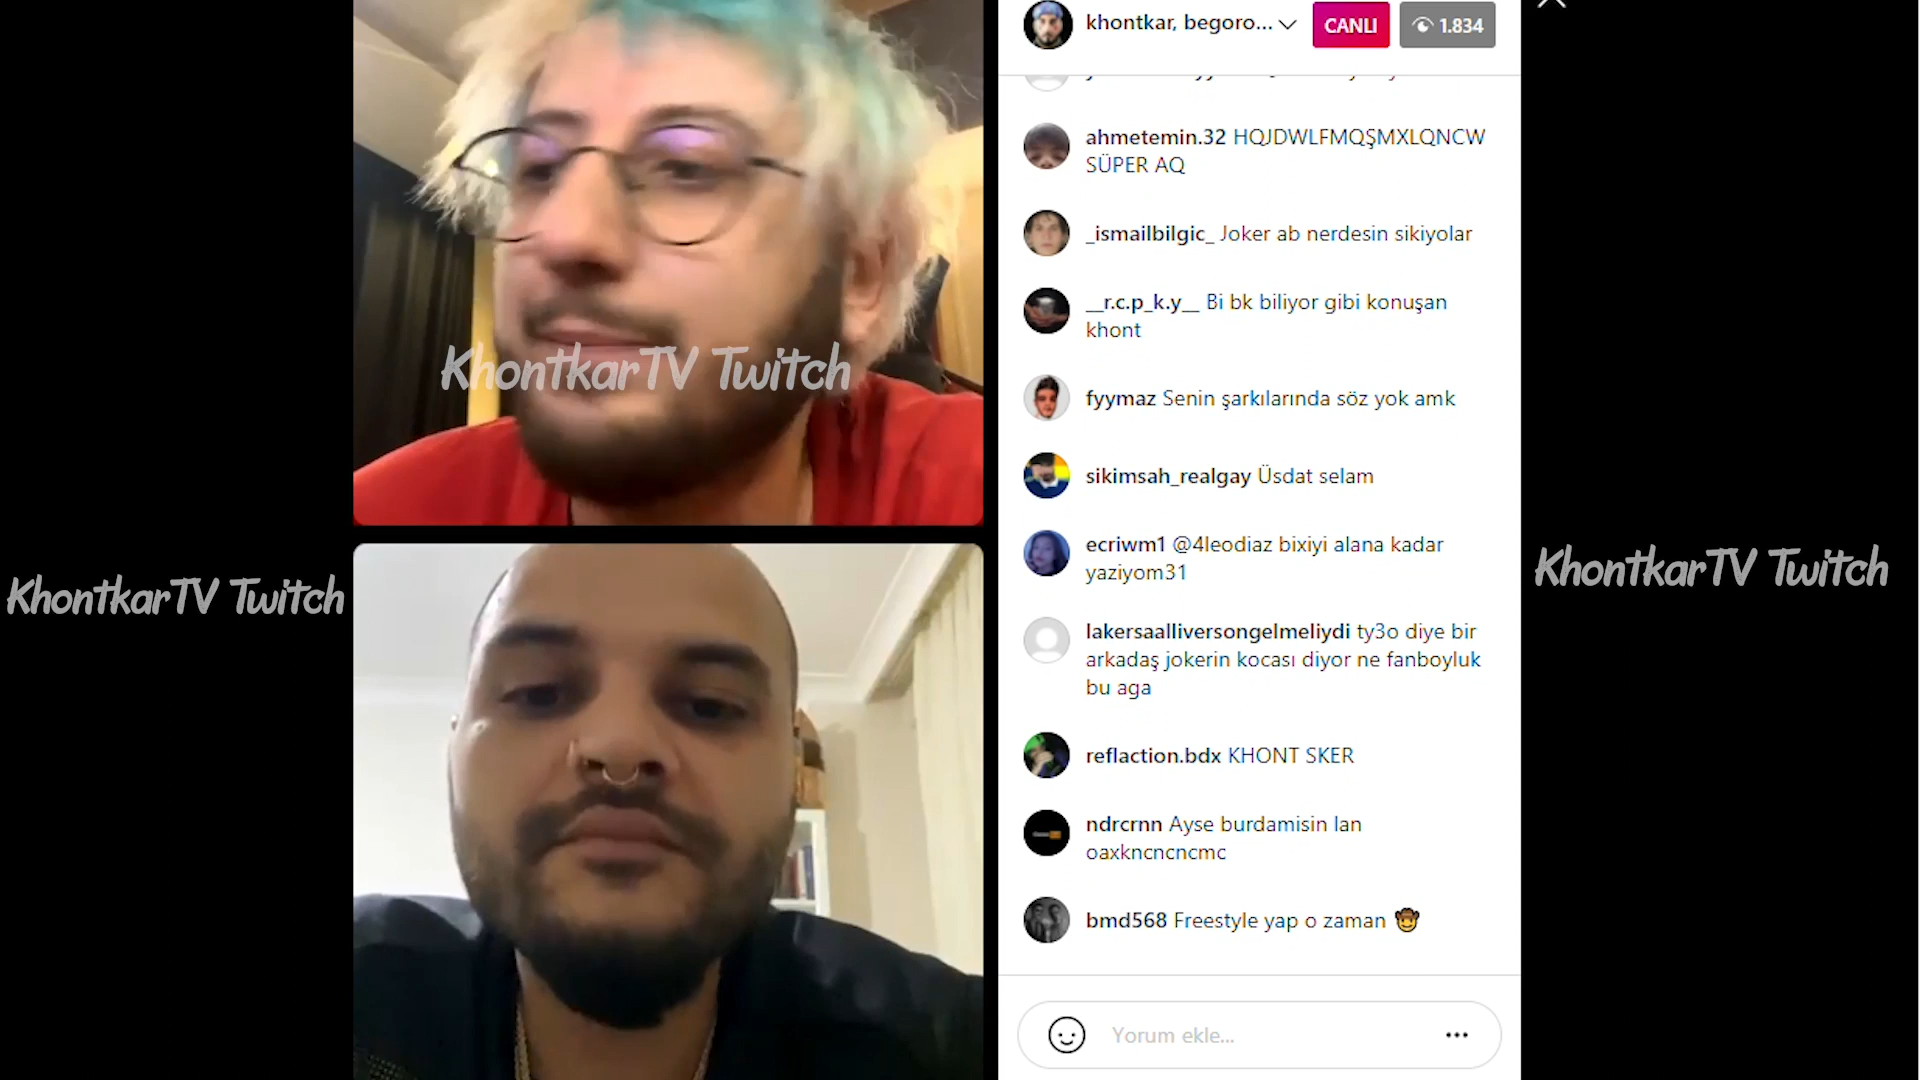 khontkar, begoro...
CANLI
1.834
ahmetemin.32 HQJDWLFMQŞMXLQNCW
SÜPER AQ
_ismailbilgic_ Joker ab nerdesin sikiyolar
__r.c.p_k.y__ Bi bk biliyor gibi konuşan
khont
fyymaz Senin şarkılarında söz yok amk
sikimsah_realgay Üsdat selam
ecriwm1 @4leodiaz bixiyi alana kadar
yaziyom31
lakersaalliversongelmeliydi ty3o diye bir
arkadaş jokerin kocası diyor ne fanboyluk
bu aga
reflaction.bdx KHONT SKER
ndrcrnn Ayse burdamisin lan
oaxkncncncmc
bmd568 Freestyle yap o zaman 🤠
Yorum ekle...
KhontkarTV Twitch
KhontkarTV Twitch
KhontkarTV Twitch